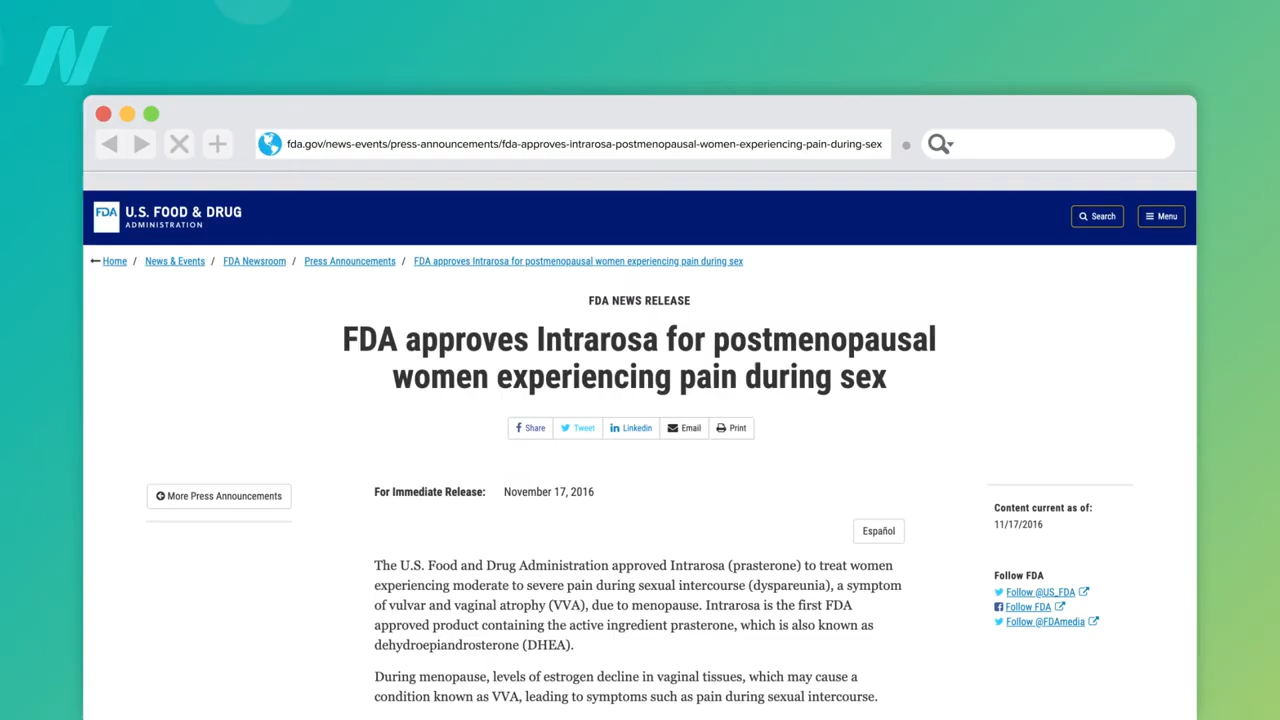 fda.gov/news-events/press-announcements/fda-approves-intrarosa-postmenopausal-women-experiencing-pain-during-sex
FDA U.S. FOOD & DRUG
ADMINISTRATION
Search
Menu
Home / News & Events / FDA Newsroom / Press Announcements / FDA approves Intrarosa for postmenopausal women experiencing pain during sex
FDA NEWS RELEASE
FDA approves Intrarosa for postmenopausal
women experiencing pain during sex
Share Tweet Linkedin Email Print
More Press Announcements
For Immediate Release: November 17, 2016
Español
The U.S. Food and Drug Administration approved Intrarosa (prasterone) to treat women
experiencing moderate to severe pain during sexual intercourse (dyspareunia), a symptom
of vulvar and vaginal atrophy (VVA), due to menopause. Intrarosa is the first FDA
approved product containing the active ingredient prasterone, which is also known as
dehydroepiandrosterone (DHEA).
During menopause, levels of estrogen decline in vaginal tissues, which may cause a
condition known as VVA, leading to symptoms such as pain during sexual intercourse.
Content current as of:
11/17/2016
Follow FDA
Follow @US_FDA
Follow FDA
Follow @FDAmedia